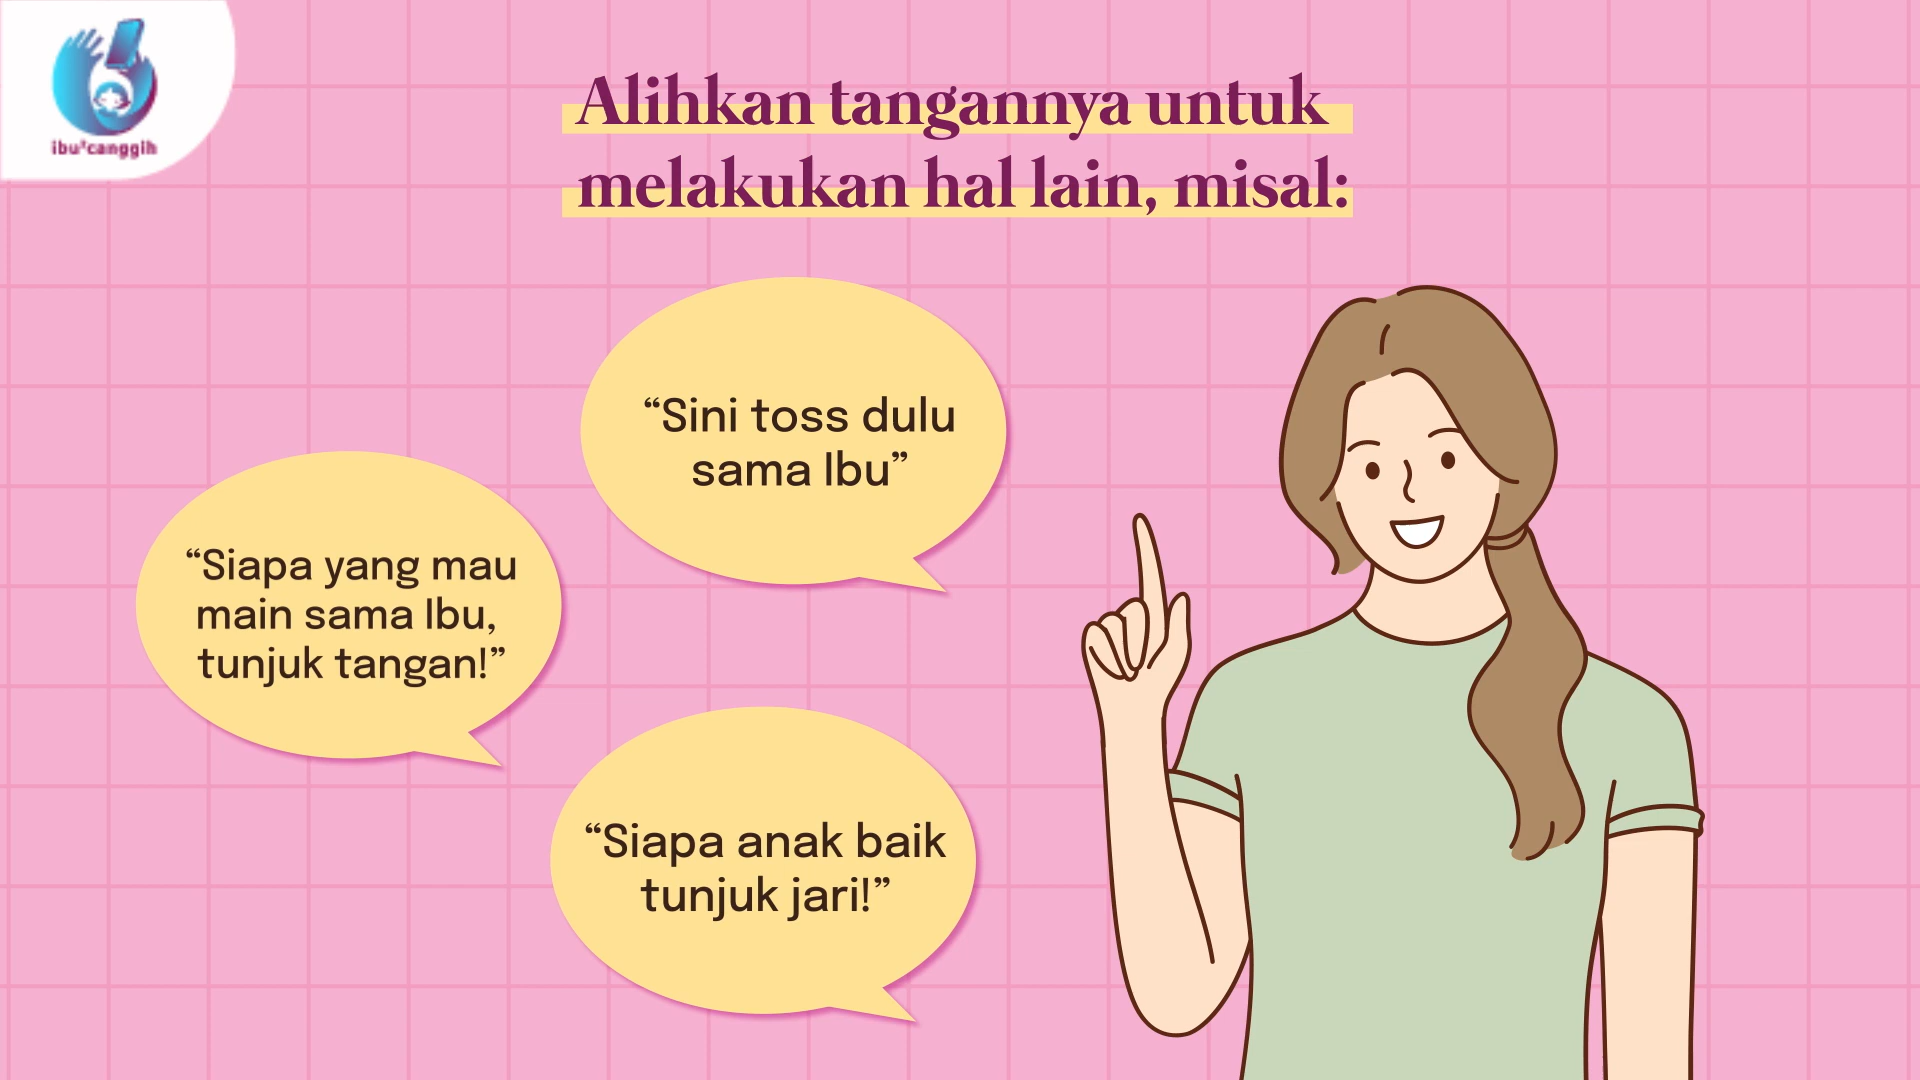 ibu²canggih
Alihkan tangannya untuk
melakukan hal lain, misal:
“Sini toss dulu
sama Ibu”
“Siapa yang mau
main sama Ibu,
tunjuk tangan!”
“Siapa anak baik
tunjuk jari!”